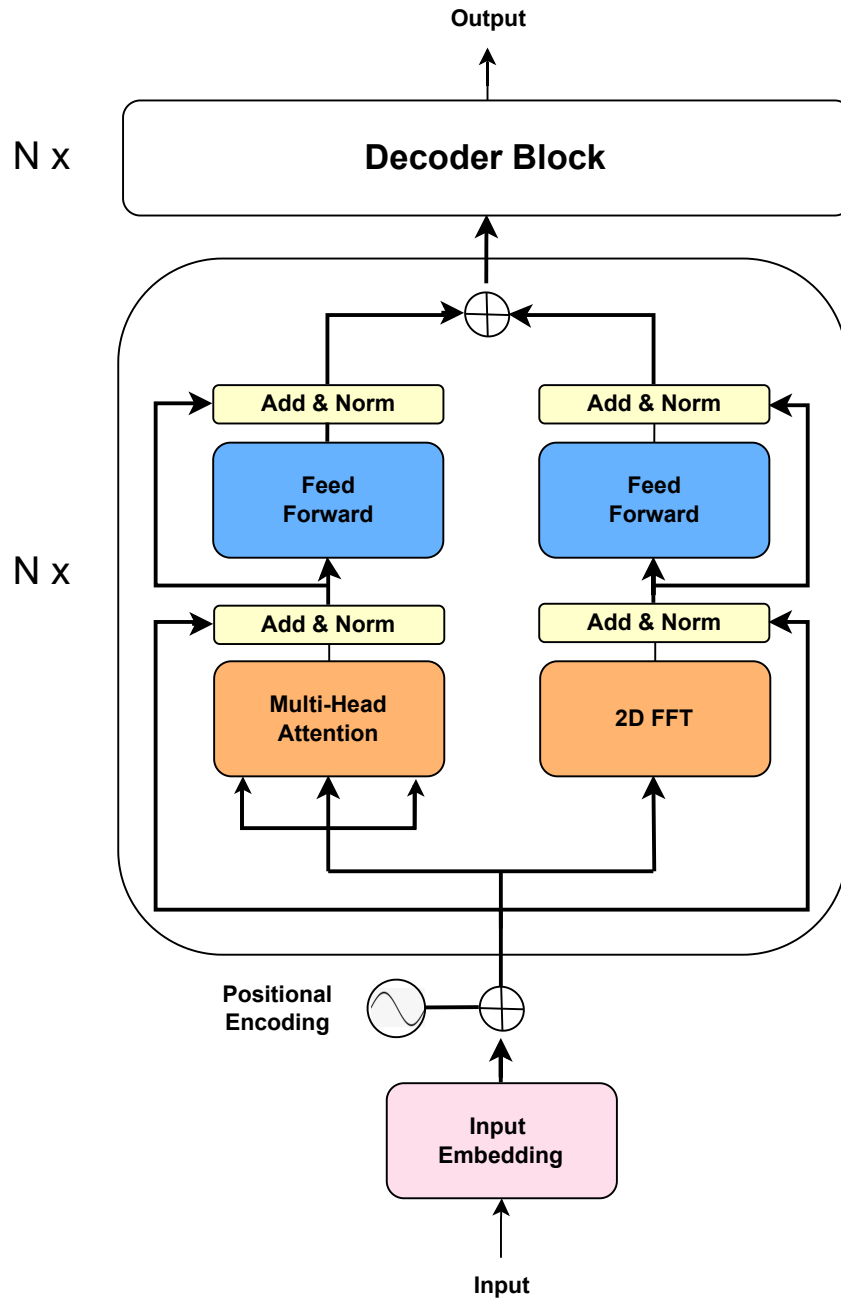 Output
N x
Decoder Block
Add & Norm
Add & Norm
Feed
Forward
Feed
Forward
N x
Add & Norm
Add & Norm
Multi-Head
Attention
2D FFT
Positional
Encoding
Input
Embedding
Input